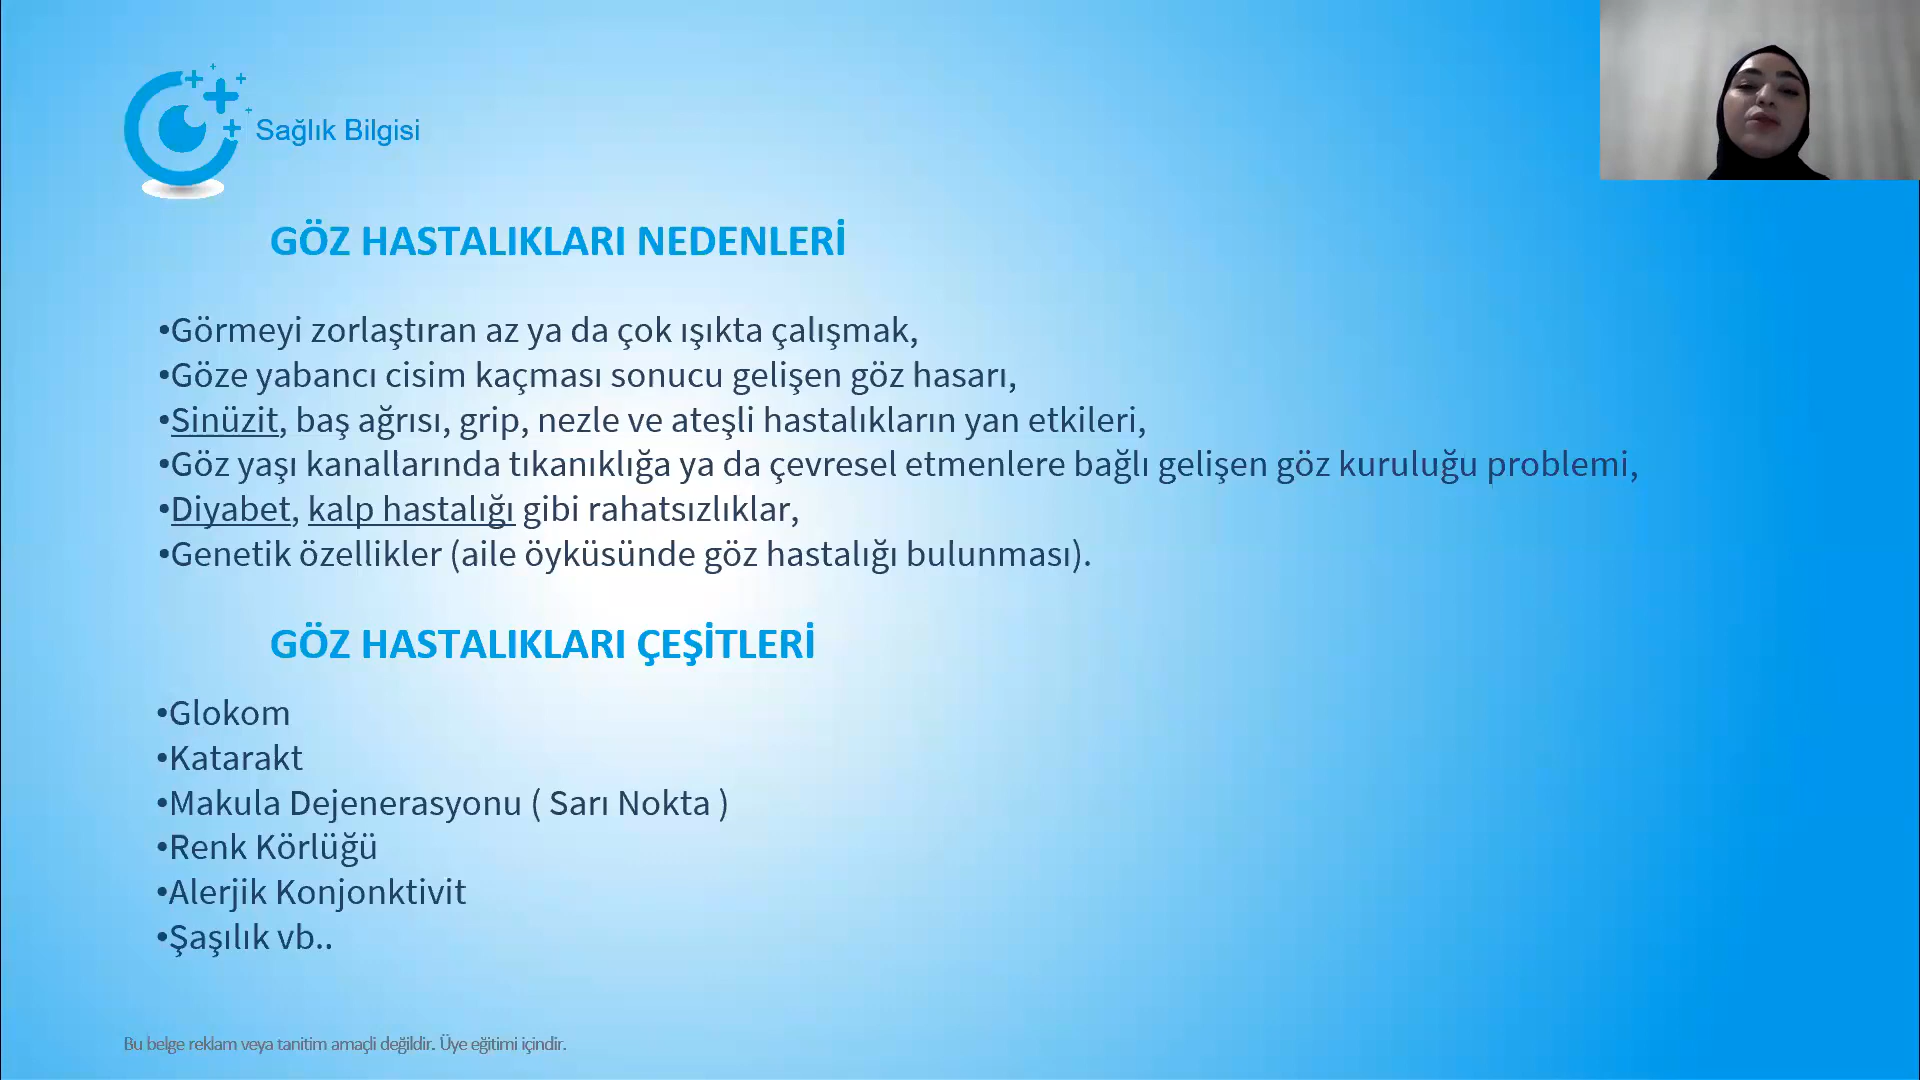 Sağlık Bilgisi
GÖZ HASTALIKLARI NEDENLERİ
•Görmeyi zorlaştıran az ya da çok ışıkta çalışmak,
•Göze yabancı cisim kaçması sonucu gelişen göz hasarı,
•Sinüzit, baş ağrısı, grip, nezle ve ateşli hastalıkların yan etkileri,
•Göz yaşı kanallarında tıkanıklığa ya da çevresel etmenlere bağlı gelişen göz kuruluğu problemi,
•Diyabet, kalp hastalığı gibi rahatsızlıklar,
•Genetik özellikler (aile öyküsünde göz hastalığı bulunması).
GÖZ HASTALIKLARI ÇEŞİTLERİ
•Glokom
•Katarakt
•Makula Dejenerasyonu ( Sarı Nokta )
•Renk Körlüğü
•Alerjik Konjonktivit
•Şaşılık vb..
Bu belge reklam veya tanitim amaçli değildir. Üye eğitimi içindir.